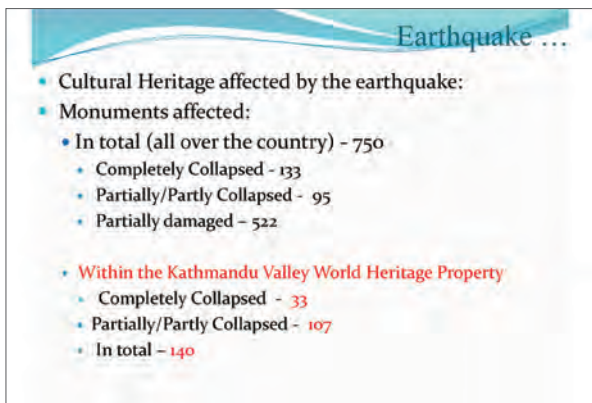 Earthquake ...
• Cultural Heritage affected by the earthquake:
• Monuments affected:
• In total (all over the country) - 750
• Completely Collapsed - 133
• Partially/Partly Collapsed - 95
• Partially damaged – 522
• Within the Kathmandu Valley World Heritage Property
• Completely Collapsed - 33
• Partially/Partly Collapsed - 107
• In total – 140